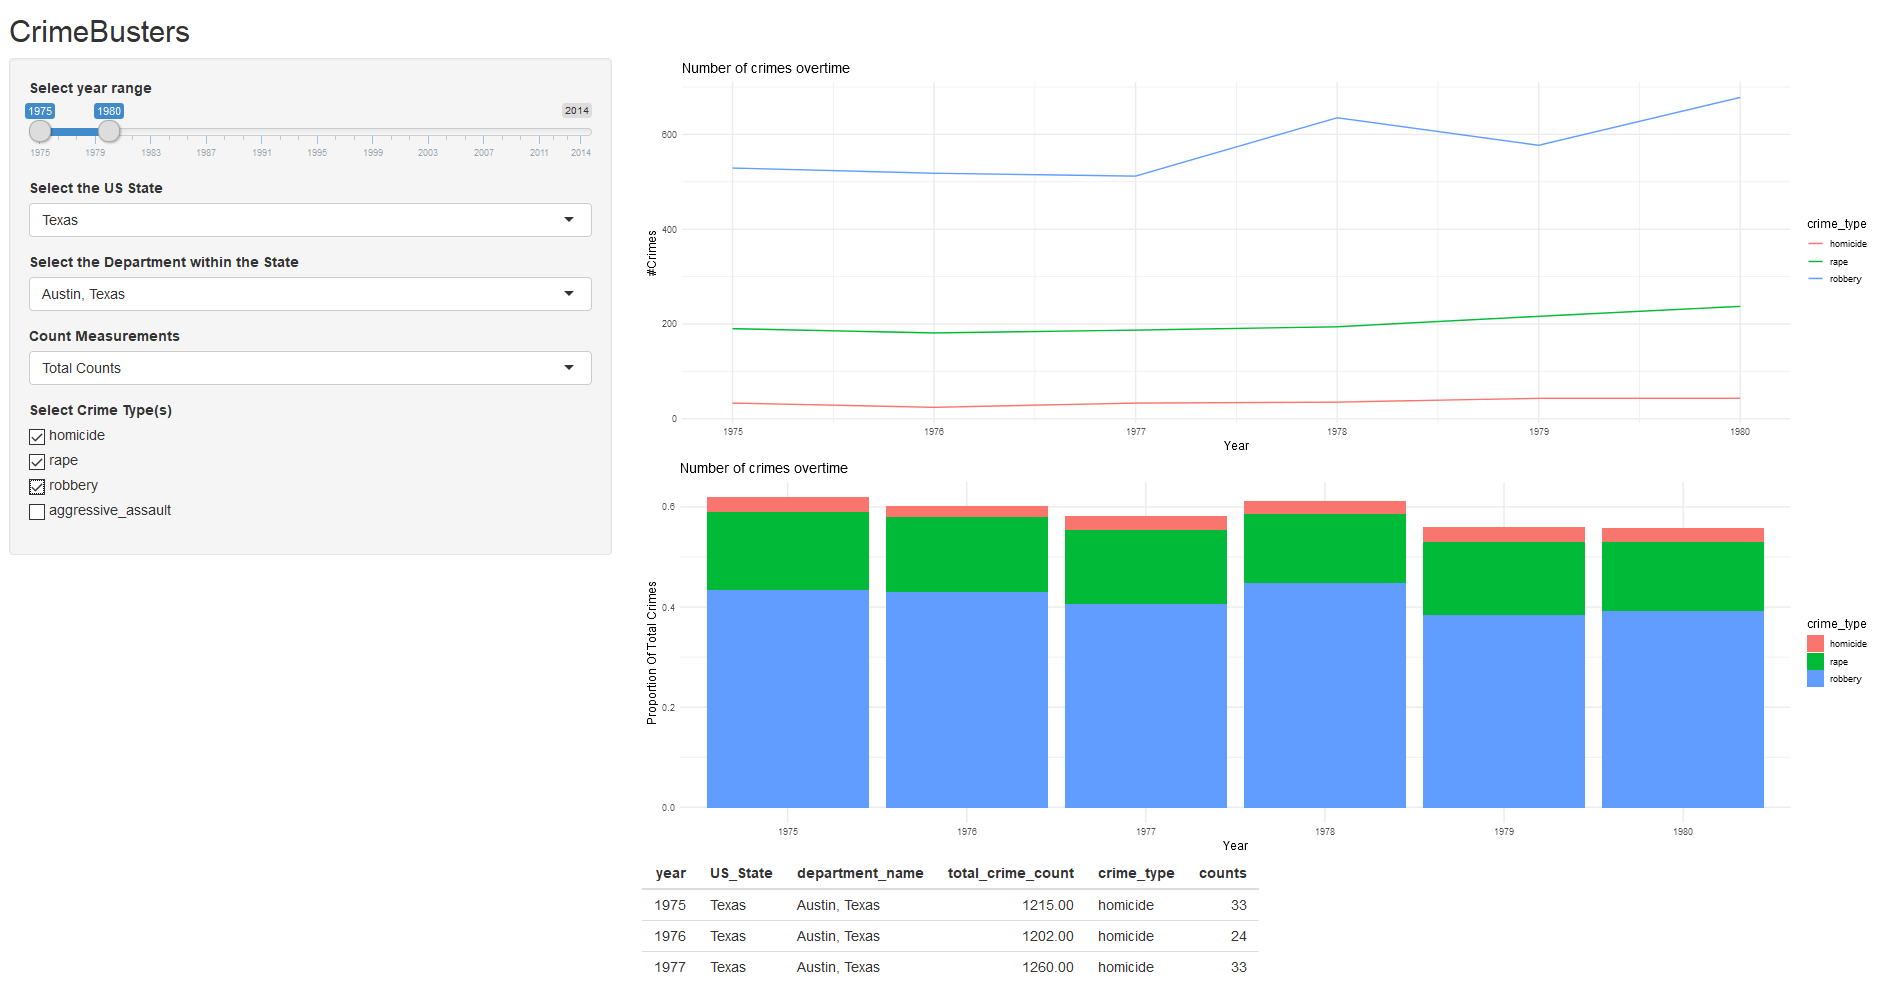 CrimeBusters
Select year range
1975 1980 2014
1975 1979 1983 1987 1991 1995 1999 2003 2007 2011 2014
Select the US State
Texas
Select the Department within the State
Austin, Texas
Count Measurements
Total Counts
Select Crime Type(s)
homicide
rape
robbery
aggressive_assault
Number of crimes overtime
#Crimes
600
400
200
0
1975 1976 1977 1978 1979 1980
Year
crime_type
homicide
rape
robbery
Number of crimes overtime
Proportion Of Total Crimes
0.6
0.4
0.2
0.0
1975 1976 1977 1978 1979 1980
Year
crime_type
homicide
rape
robbery
year US_State department_name total_crime_count crime_type counts
1975 Texas Austin, Texas 1215.00 homicide 33
1976 Texas Austin, Texas 1202.00 homicide 24
1977 Texas Austin, Texas 1260.00 homicide 33